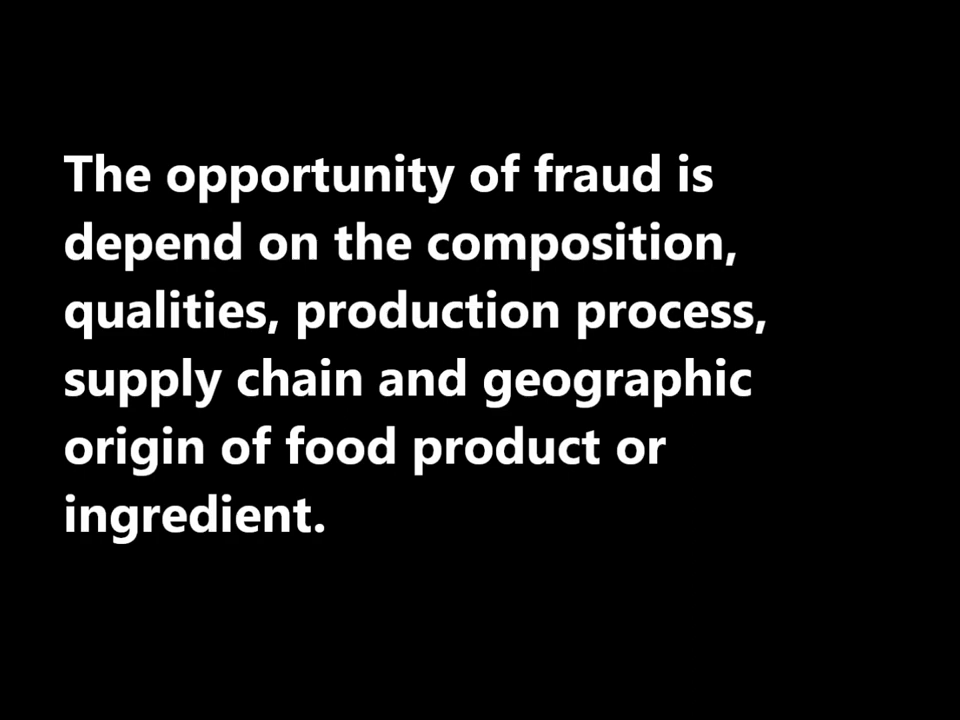 The opportunity of fraud is
depend on the composition,
qualities, production process,
supply chain and geographic
origin of food product or
ingredient.